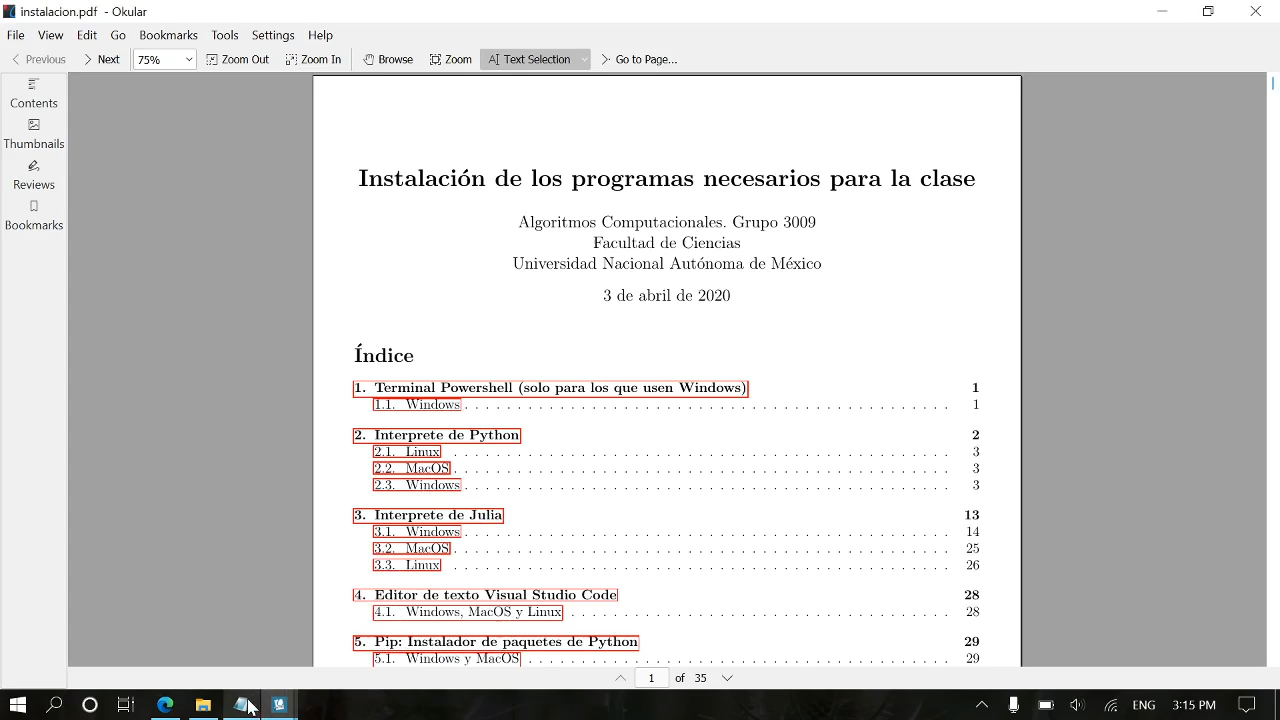 instalacion.pdf - Okular
File View Edit Go Bookmarks Tools Settings Help
Previous Next 75% Zoom Out Zoom In Browse Zoom Text Selection Go to Page...
Contents
Thumbnails
Reviews
Bookmarks
Instalación de los programas necesarios para la clase
Algoritmos Computacionales. Grupo 3009
Facultad de Ciencias
Universidad Nacional Autónoma de México
3 de abril de 2020
Índice
1. Terminal Powershell (solo para los que usen Windows) 1
1.1. Windows 1
2. Interprete de Python 2
2.1. Linux 3
2.2. MacOS 3
2.3. Windows 3
3. Interprete de Julia 13
3.1. Windows 14
3.2. MacOS 25
3.3. Linux 26
4. Editor de texto Visual Studio Code 28
4.1. Windows, MacOS y Linux 28
5. Pip: Instalador de paquetes de Python 29
5.1. Windows y MacOS 29
1 of 35
ENG 3:15 PM